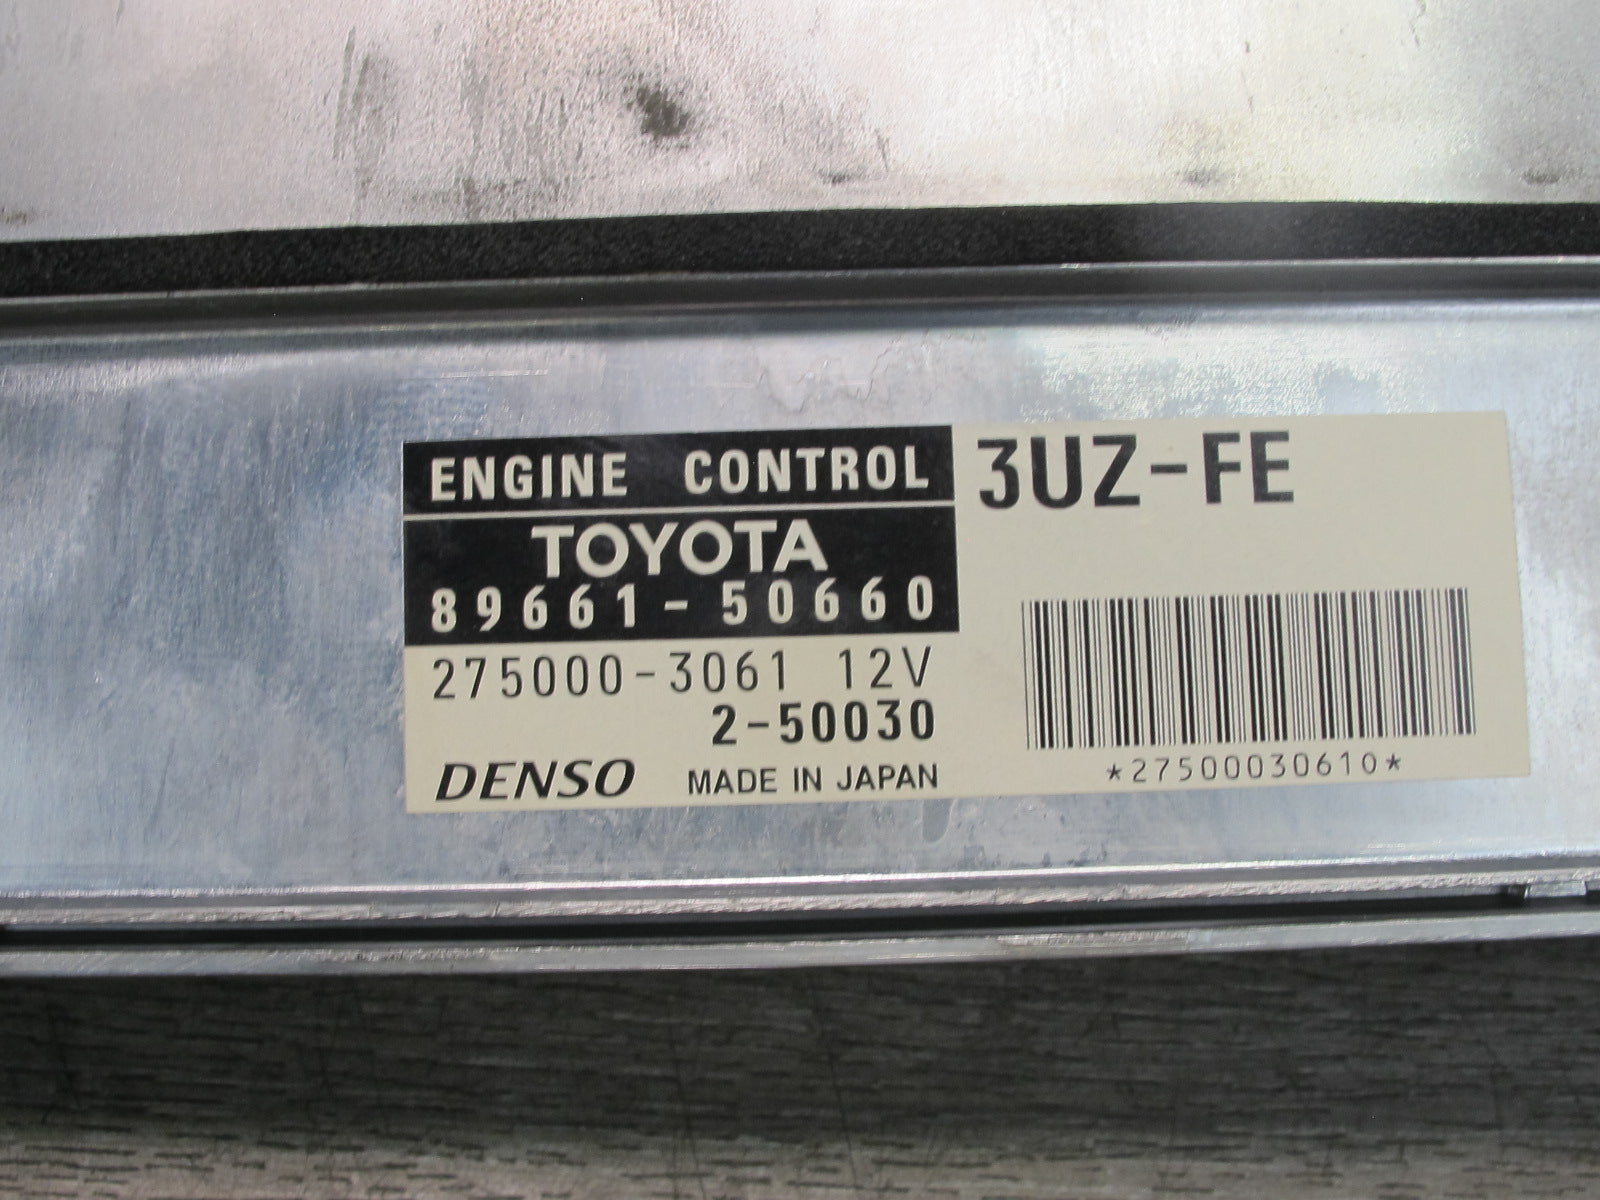 ENGINE CONTROL 3UZ-FE
TOYOTA
89661-50660
275000-3061 12V
2-50030
DENSO MADE IN JAPAN
*27500030610*